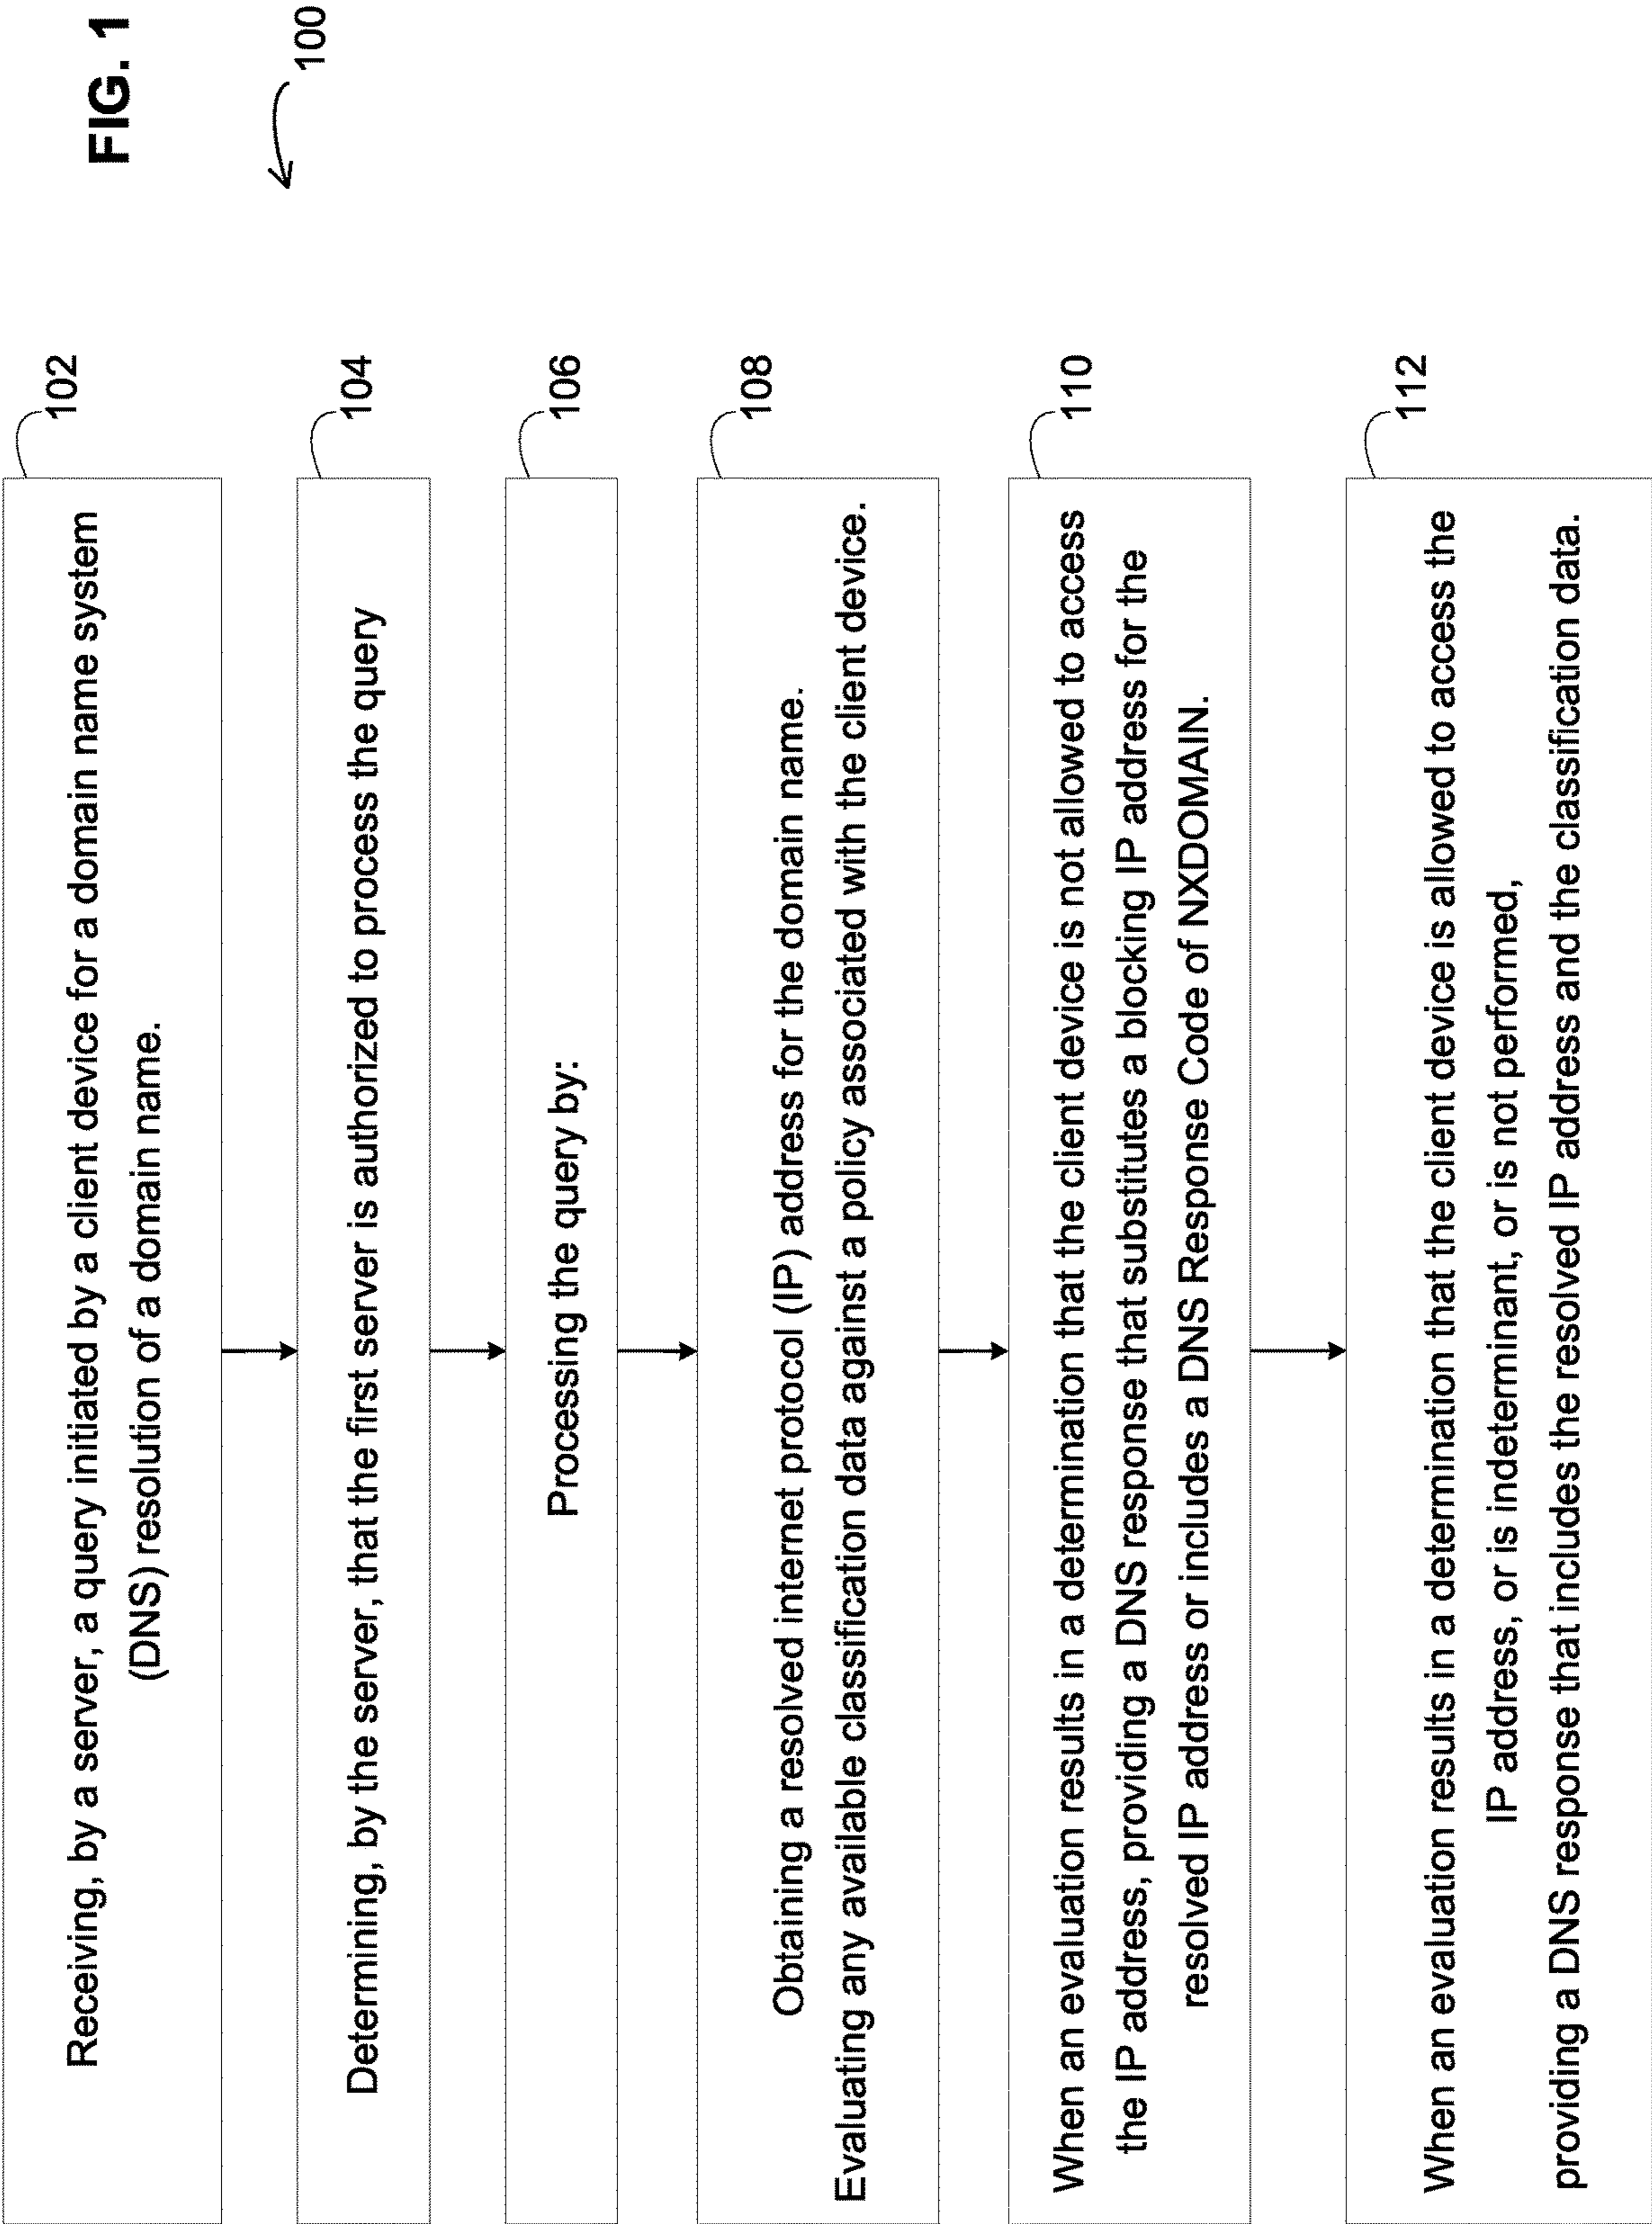 FIG. 1
100
102
Receiving, by a server, a query initiated by a client device for a domain name system
(DNS) resolution of a domain name.
104
Determining, by the server, that the first server is authorized to process the query
106
Processing the query by:
108
Obtaining a resolved internet protocol (IP) address for the domain name.
Evaluating any available classification data against a policy associated with the client device.
110
When an evaluation results in a determination that the client device is not allowed to access
the IP address, providing a DNS response that substitutes a blocking IP address for the
resolved IP address or includes a DNS Response Code of NXDOMAIN.
112
When an evaluation results in a determination that the client device is allowed to access the
IP address, or is indeterminant, or is not performed,
providing a DNS response that includes the resolved IP address and the classification data.